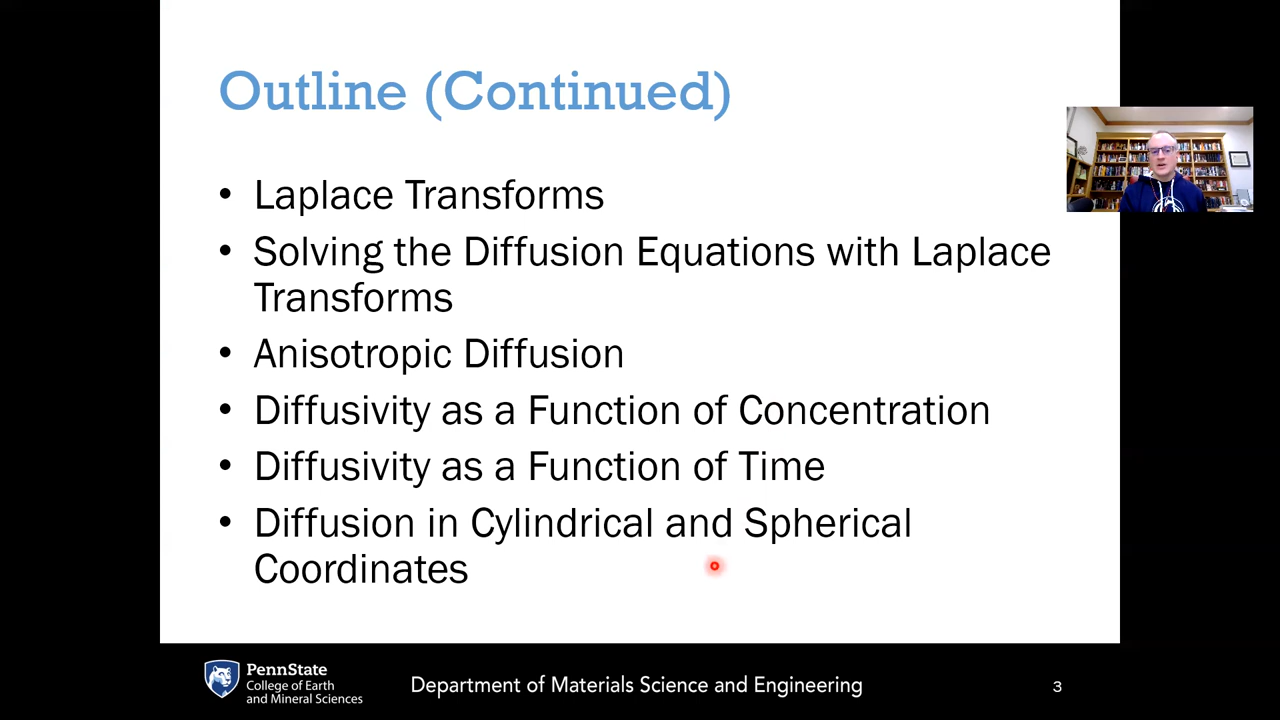 Outline (Continued)
• Laplace Transforms
• Solving the Diffusion Equations with Laplace
Transforms
• Anisotropic Diffusion
• Diffusivity as a Function of Concentration
• Diffusivity as a Function of Time
• Diffusion in Cylindrical and Spherical
Coordinates
PennState
College of Earth
and Mineral Sciences
Department of Materials Science and Engineering
3